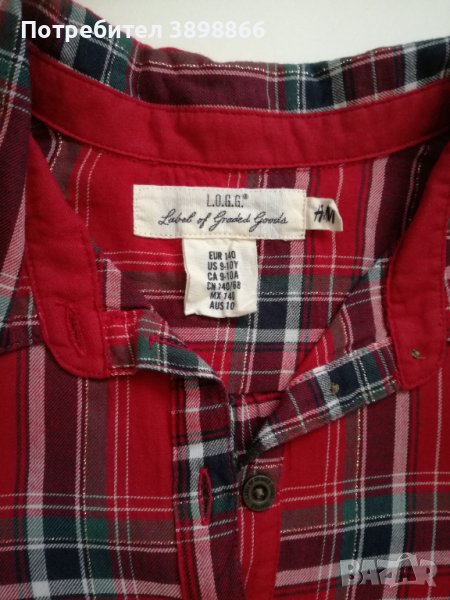 Потребител 3898866
L.O.G.G.®
Label of Graded Goods
H&M
EUR 140
US 9-10Y
CA 9-10A
CN 140/68
MX 140
AUS 10
BAZAR